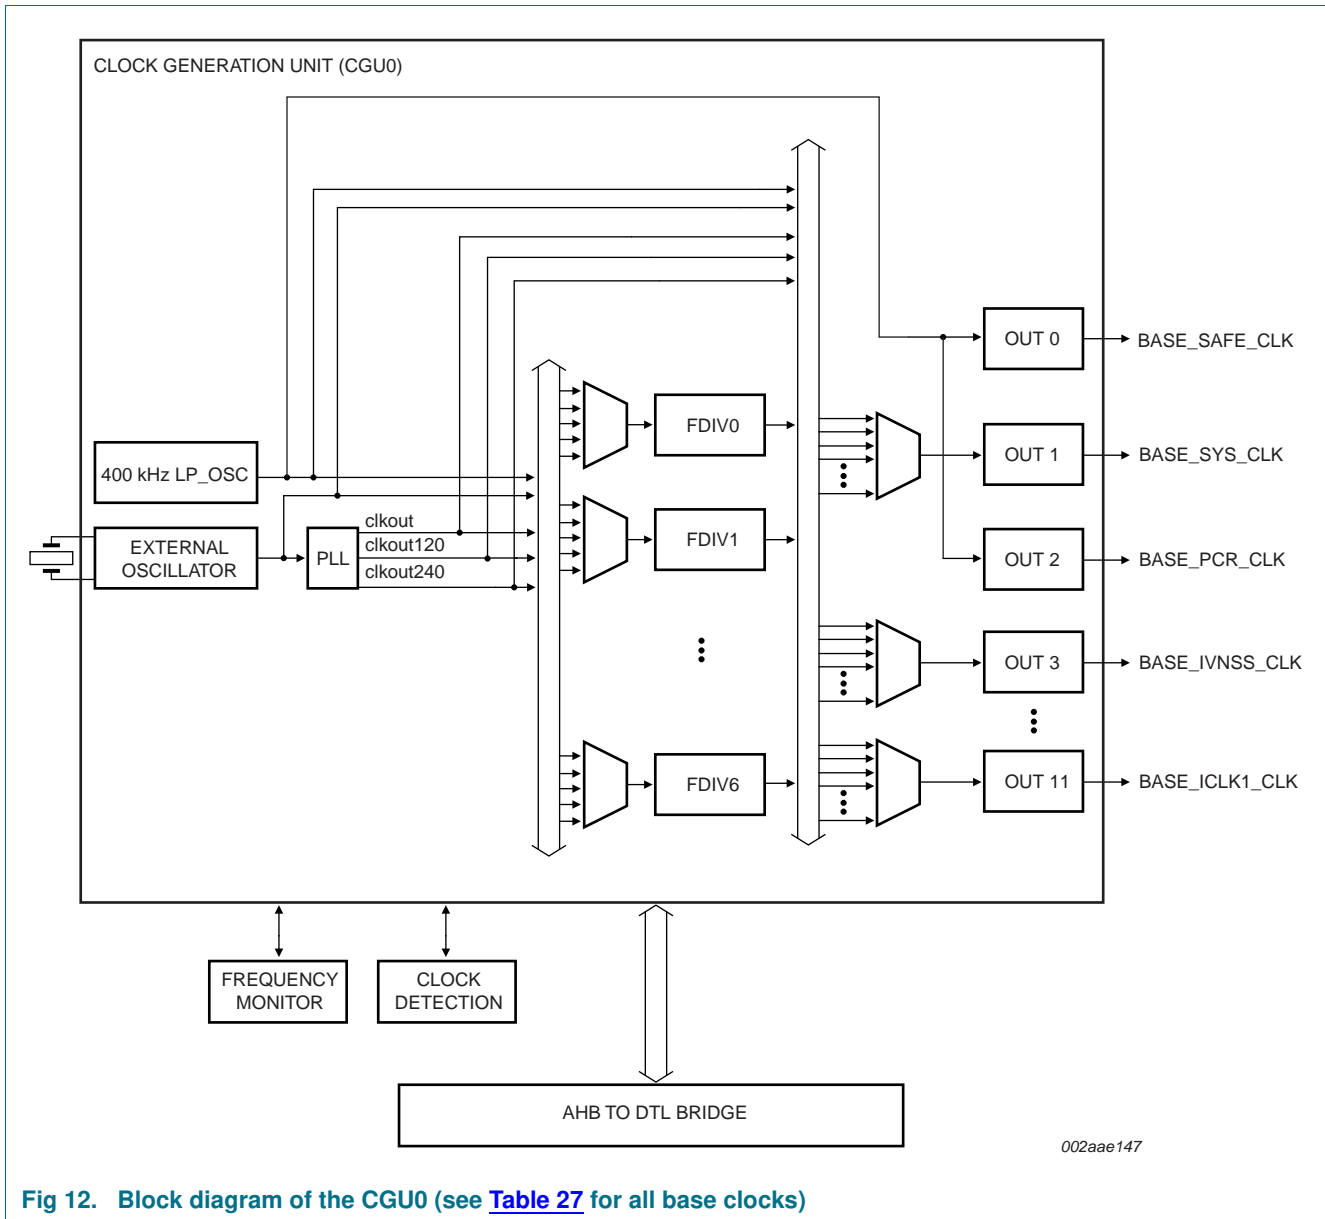 CLOCK GENERATION UNIT (CGU0)
400 kHz LP_OSC
EXTERNAL
OSCILLATOR
PLL
clkout
clkout120
clkout240
FDIV0
FDIV1
FDIV6
OUT 0
BASE_SAFE_CLK
OUT 1
BASE_SYS_CLK
OUT 2
BASE_PCR_CLK
OUT 3
BASE_IVNSS_CLK
OUT 11
BASE_ICLK1_CLK
FREQUENCY
MONITOR
CLOCK
DETECTION
AHB TO DTL BRIDGE
002aae147
Fig 12. Block diagram of the CGU0 (see Table 27 for all base clocks)